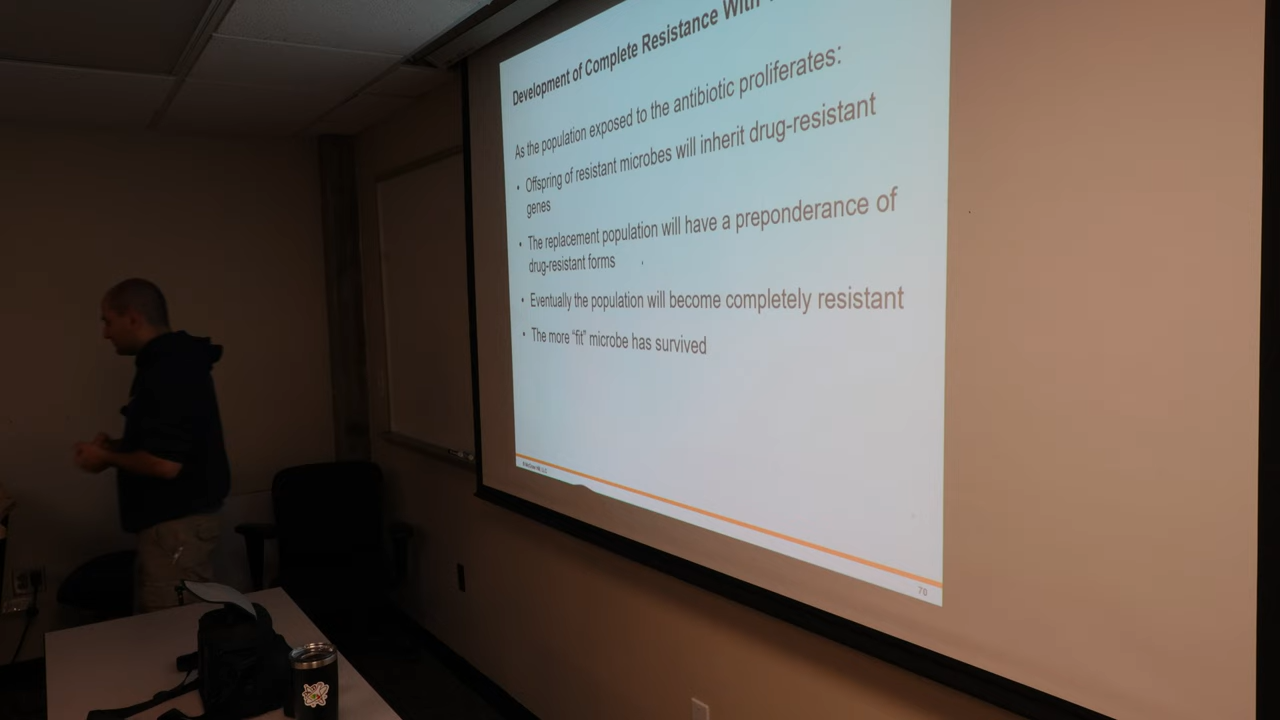 Development of Complete Resistance With
As the population exposed to the antibiotic proliferates:
• Offspring of resistant microbes will inherit drug-resistant
genes
• The replacement population will have a preponderance of
drug-resistant forms
• Eventually the population will become completely resistant
• The more “fit” microbe has survived
70